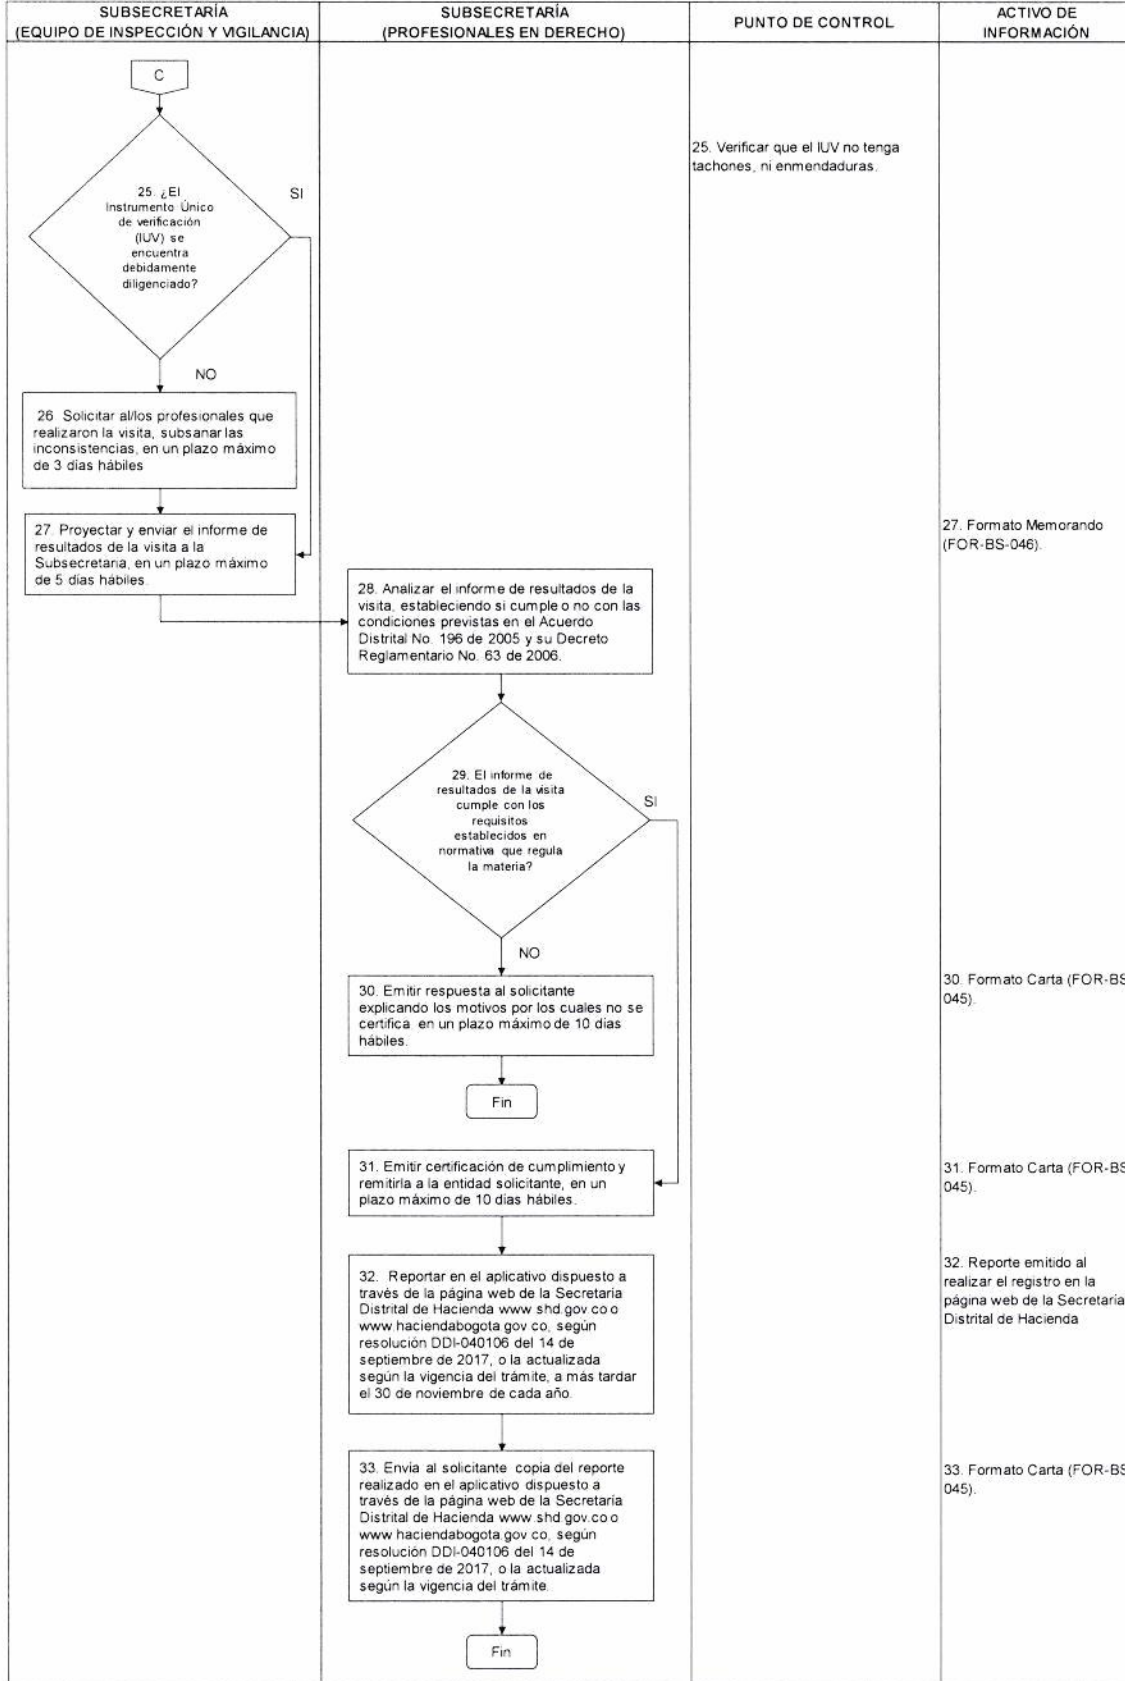 SUBSECRETARÍA
(EQUIPO DE INSPECCIÓN Y VIGILANCIA)
SUBSECRETARÍA
(PROFESIONALES EN DERECHO)
PUNTO DE CONTROL
ACTIVO DE
INFORMACIÓN
C
25. ¿El
Instrumento Único
de verificación
(IUV) se
encuentra
debidamente
diligenciado?
SI
NO
25. Verificar que el IUV no tenga
tachones, ni enmendaduras.
26 Solicitar al/los profesionales que
realizaron la visita, subsanar las
inconsistencias, en un plazo máximo
de 3 días hábiles
27. Proyectar y enviar el informe de
resultados de la visita a la
Subsecretaria, en un plazo máximo
de 5 días hábiles.
27. Formato Memorando
(FOR-BS-046).
28. Analizar el informe de resultados de la
visita, estableciendo si cumple o no con las
condiciones previstas en el Acuerdo
Distrital No. 196 de 2005 y su Decreto
Reglamentario No. 63 de 2006.
29. El informe de
resultados de la visita
cumple con los
requisitos
establecidos en
normativa que regula
la materia?
SI
NO
30. Emitir respuesta al solicitante
explicando los motivos por los cuales no se
certifica en un plazo máximo de 10 días
hábiles.
30. Formato Carta (FOR-BS
045).
Fin
31. Emitir certificación de cumplimiento y
remitirla a la entidad solicitante, en un
plazo máximo de 10 días hábiles.
31. Formato Carta (FOR-BS
045).
32. Reportar en el aplicativo dispuesto a
través de la página web de la Secretaría
Distrital de Hacienda www.shd.gov.co o
www.haciendabogota.gov.co, según
resolución DDI-040106 del 14 de
septiembre de 2017, o la actualizada
según la vigencia del trámite, a más tardar
el 30 de noviembre de cada año.
32. Reporte emitido al
realizar el registro en la
página web de la Secretaría
Distrital de Hacienda
33. Envía al solicitante copia del reporte
realizado en el aplicativo dispuesto a
través de la página web de la Secretaría
Distrital de Hacienda www.shd.gov.co o
www.haciendabogota.gov.co, según
resolución DDI-040106 del 14 de
septiembre de 2017, o la actualizada
según la vigencia del trámite.
33. Formato Carta (FOR-BS
045).
Fin